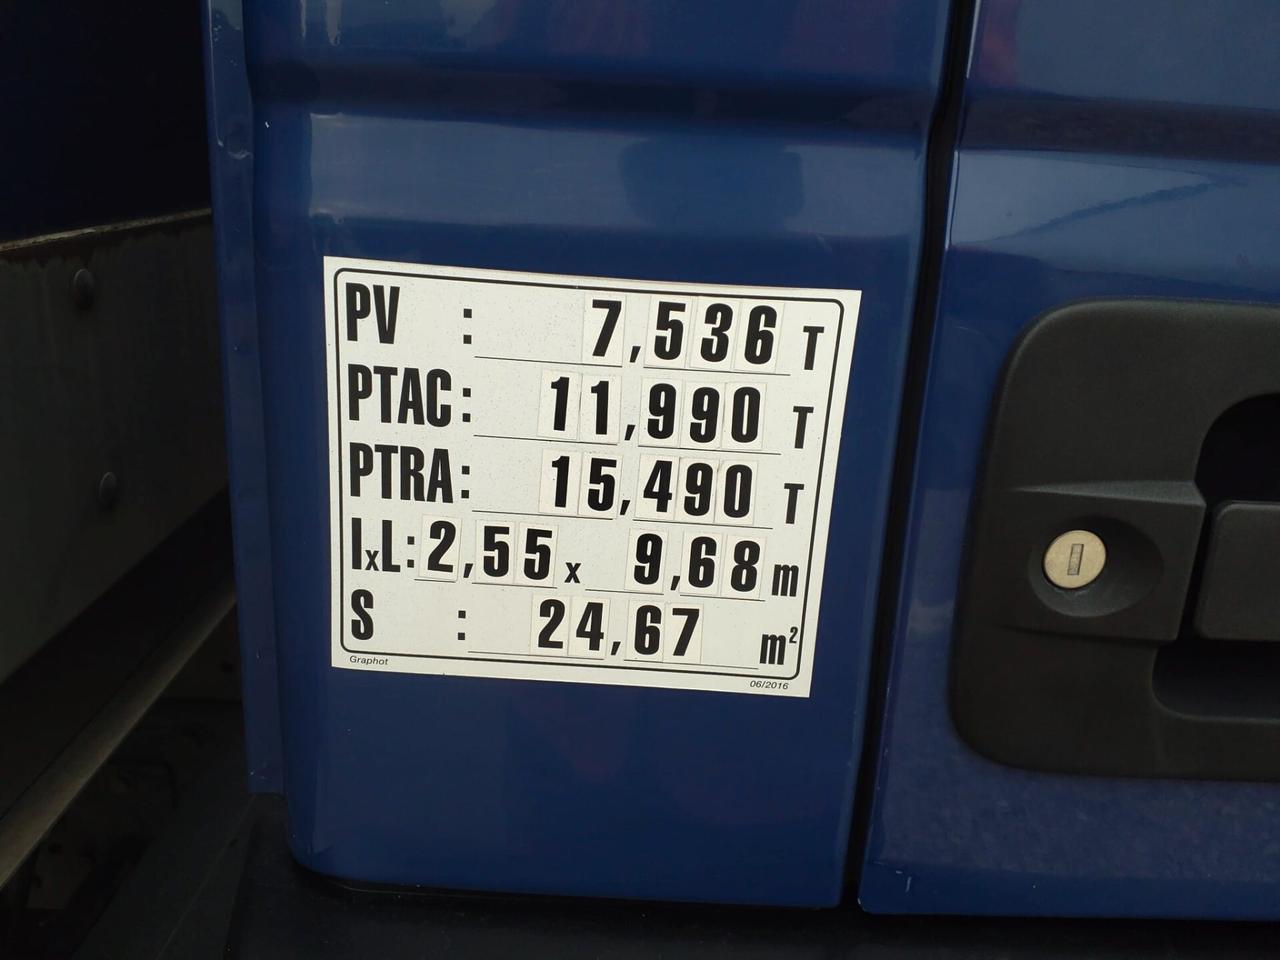 PV : 7,536 T
PTAC: 11,990 T
PTRA: 15,490 T
IxL: 2,55 x 9,68 m
S : 24,67 m²
Graphot 06/2016